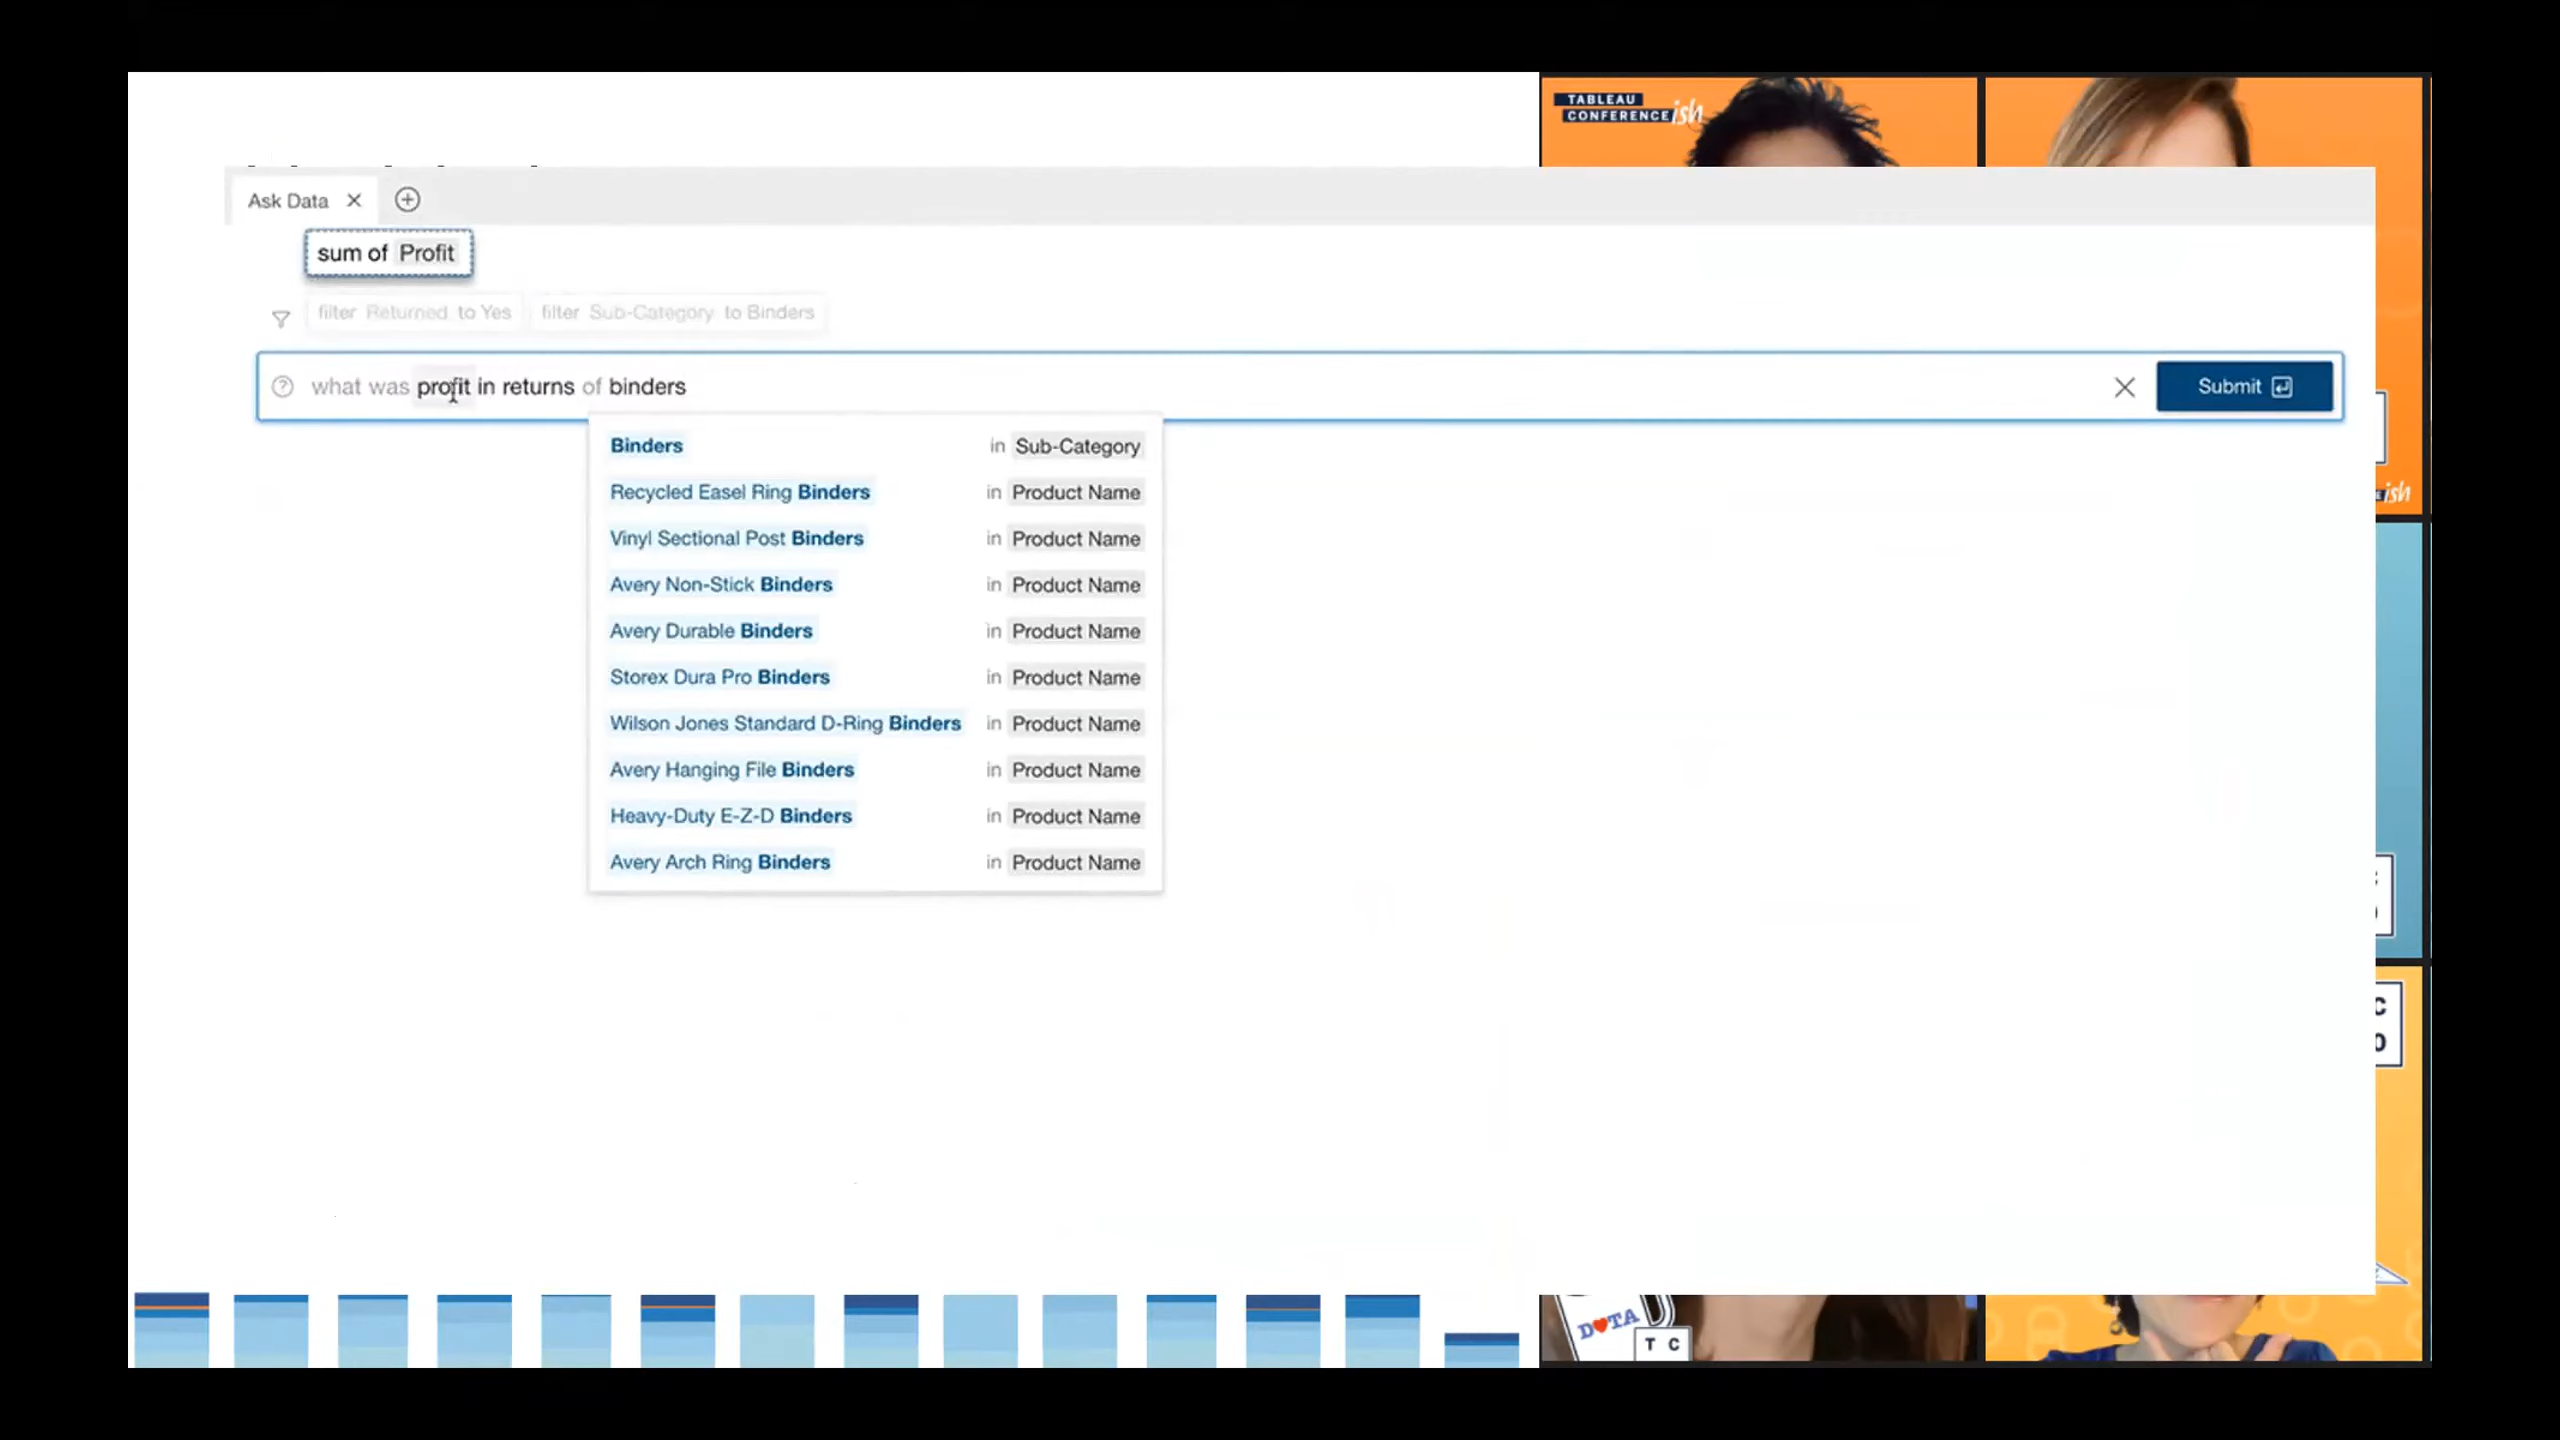 TABLEAU
CONFERENCEish
Ask Data
sum of Profit
filter Returned to Yes filter Sub-Category to Binders
what was profit in returns of binders
Submit
Binders in Sub-Category
Recycled Easel Ring Binders in Product Name
Vinyl Sectional Post Binders in Product Name
Avery Non-Stick Binders in Product Name
Avery Durable Binders in Product Name
Storex Dura Pro Binders in Product Name
Wilson Jones Standard D-Ring Binders in Product Name
Avery Hanging File Binders in Product Name
Heavy-Duty E-Z-D Binders in Product Name
Avery Arch Ring Binders in Product Name
ish
C
O
D♥TA
T C